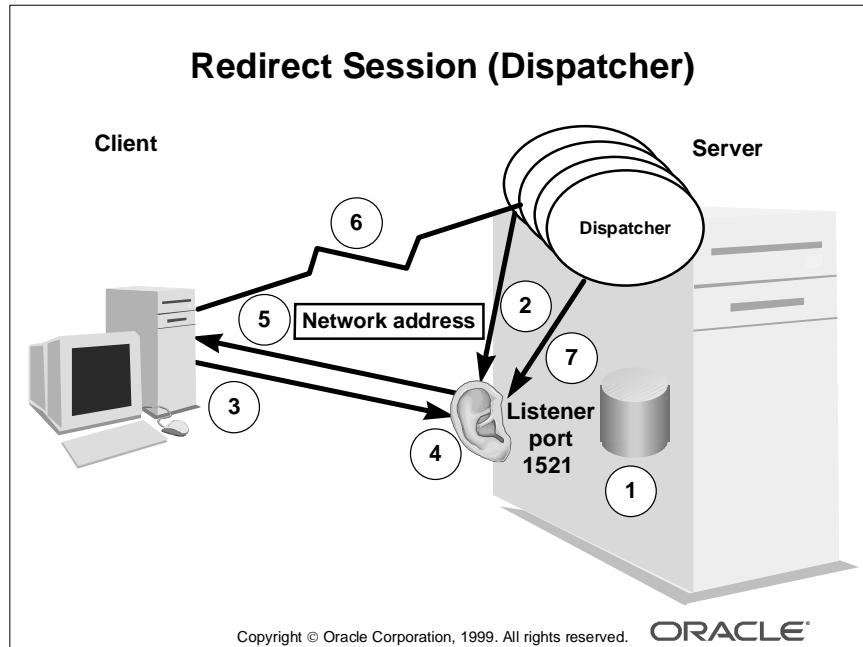 Redirect Session (Dispatcher)
Client
Server
Dispatcher
6
2
5
Network address
7
3
4
Listener
port
1521
1
Copyright © Oracle Corporation, 1999. All rights reserved.
ORACLE®